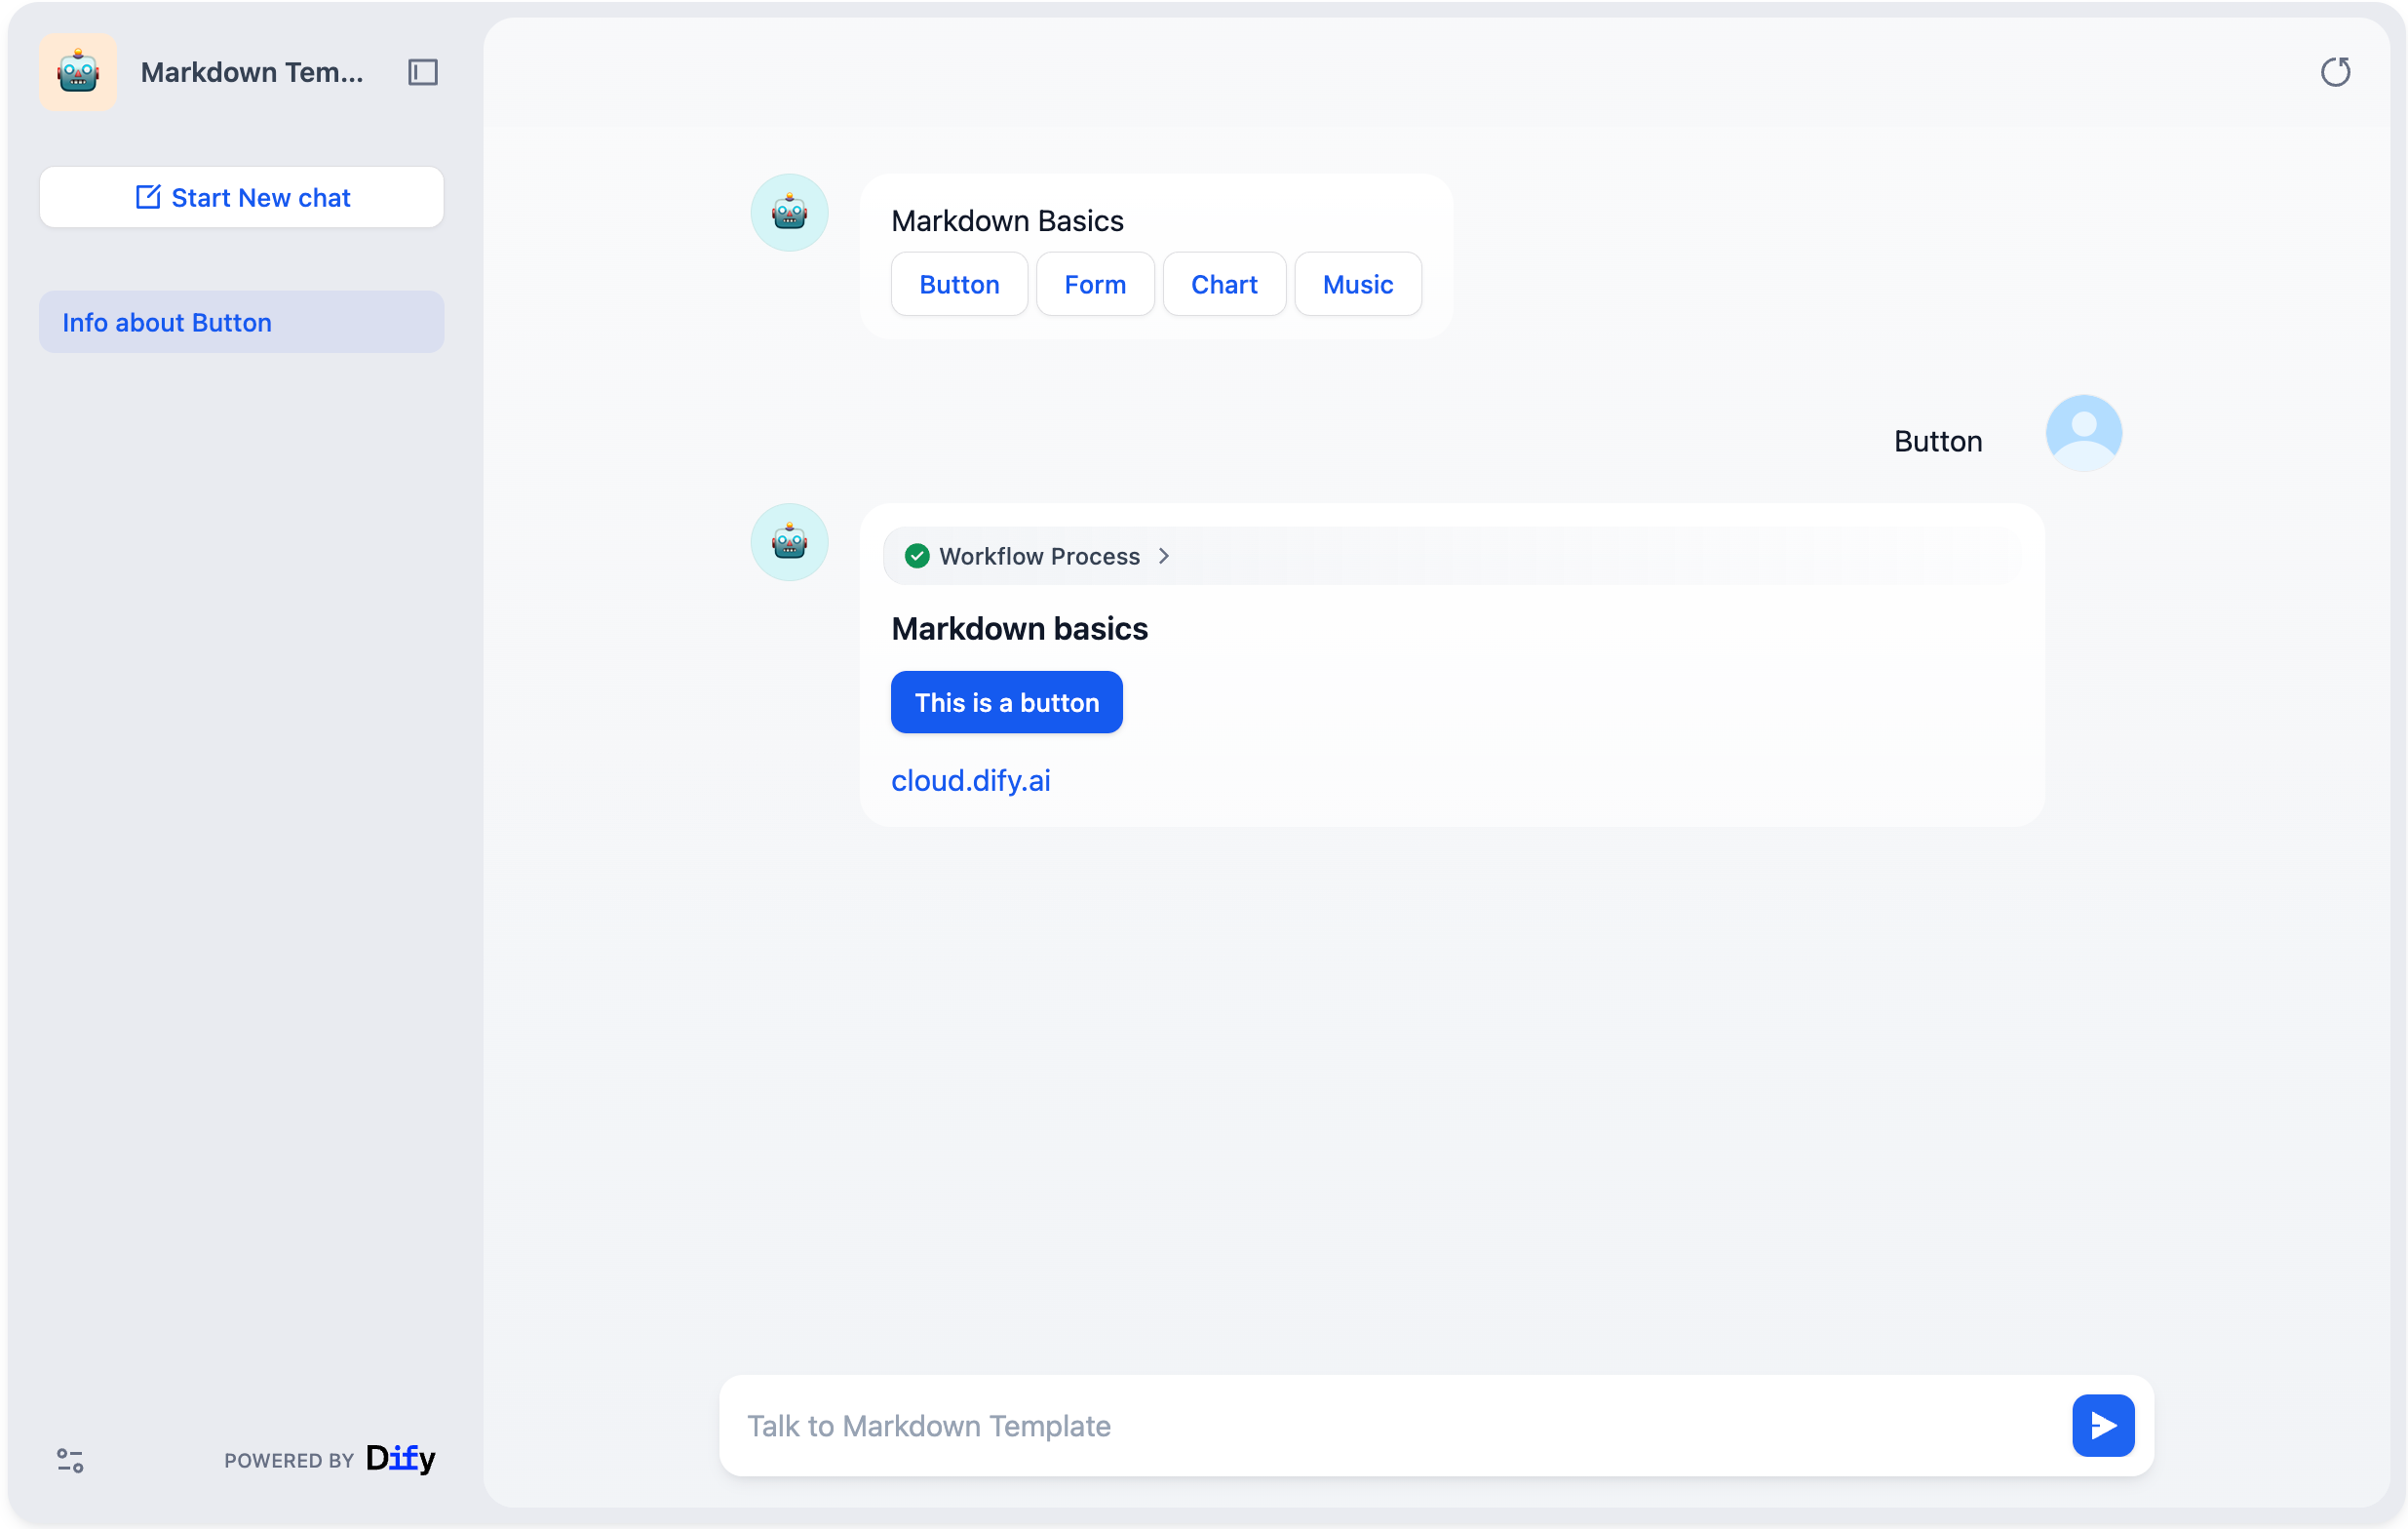 Markdown Tem...
Start New chat
Info about Button
Markdown Basics
Button Form Chart Music
Button
Workflow Process
Markdown basics
This is a button
cloud.dify.ai
Talk to Markdown Template
POWERED BY Dify